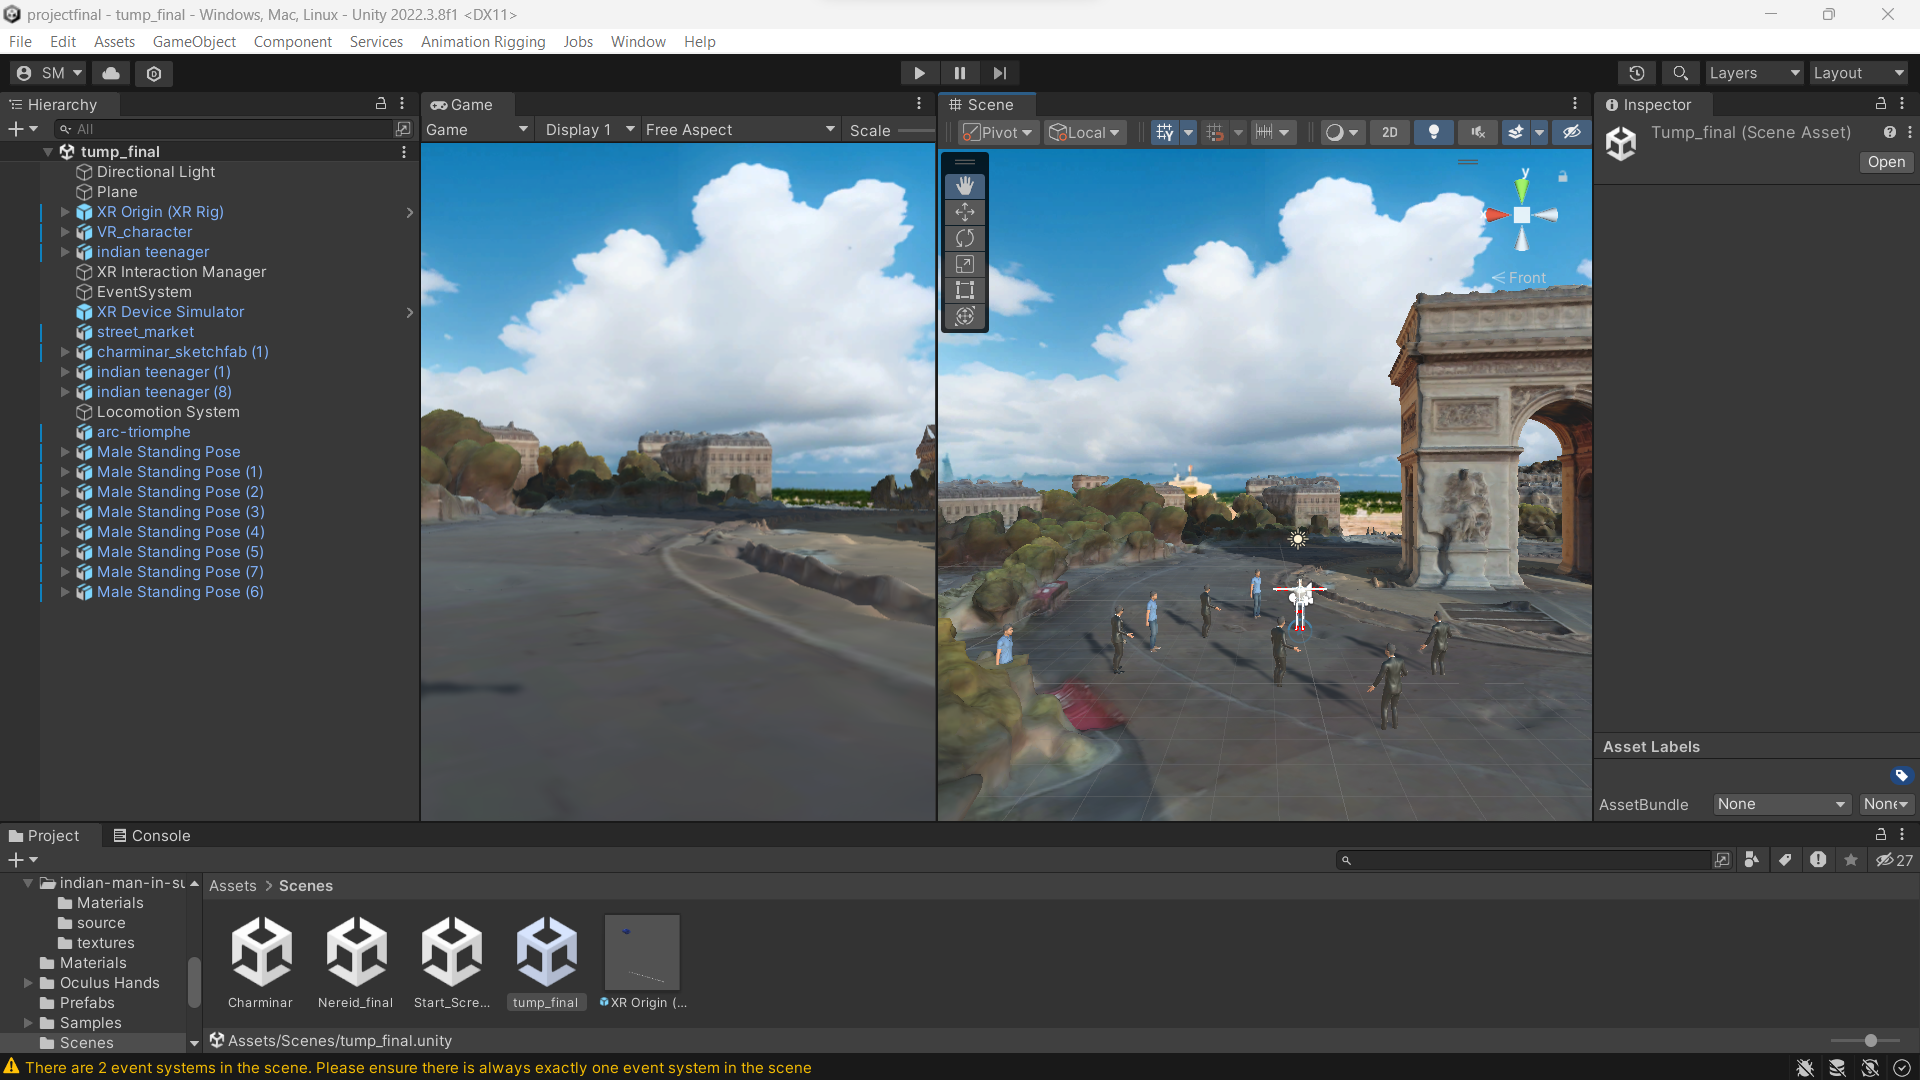 projectfinal - tump_final - Windows, Mac, Linux - Unity 2022.3.8f1 <DX11>
File Edit Assets GameObject Component Services Animation Rigging Jobs Window Help
SM Layers Layout
Hierarchy Game Scene Inspector
All Game Display 1 Free Aspect Scale Pivot Local 2D Tump_final (Scene Asset)
Open
tump_final
Directional Light
Plane
XR Origin (XR Rig)
VR_character
indian teenager
XR Interaction Manager
EventSystem
XR Device Simulator
street_market
charminar_sketchfab (1)
indian teenager (1)
indian teenager (8)
Locomotion System
arc-triomphe
Male Standing Pose
Male Standing Pose (1)
Male Standing Pose (2)
Male Standing Pose (3)
Male Standing Pose (4)
Male Standing Pose (5)
Male Standing Pose (7)
Male Standing Pose (6)
y
x
Front
Asset Labels
AssetBundle None None
Project Console
27
indian-man-in-su
Materials
source
textures
Materials
Oculus Hands
Prefabs
Samples
Scenes
Assets > Scenes
Charminar Nereid_final Start_Scre... tump_final XR Origin (...
Assets/Scenes/tump_final.unity
There are 2 event systems in the scene. Please ensure there is always exactly one event system in the scene